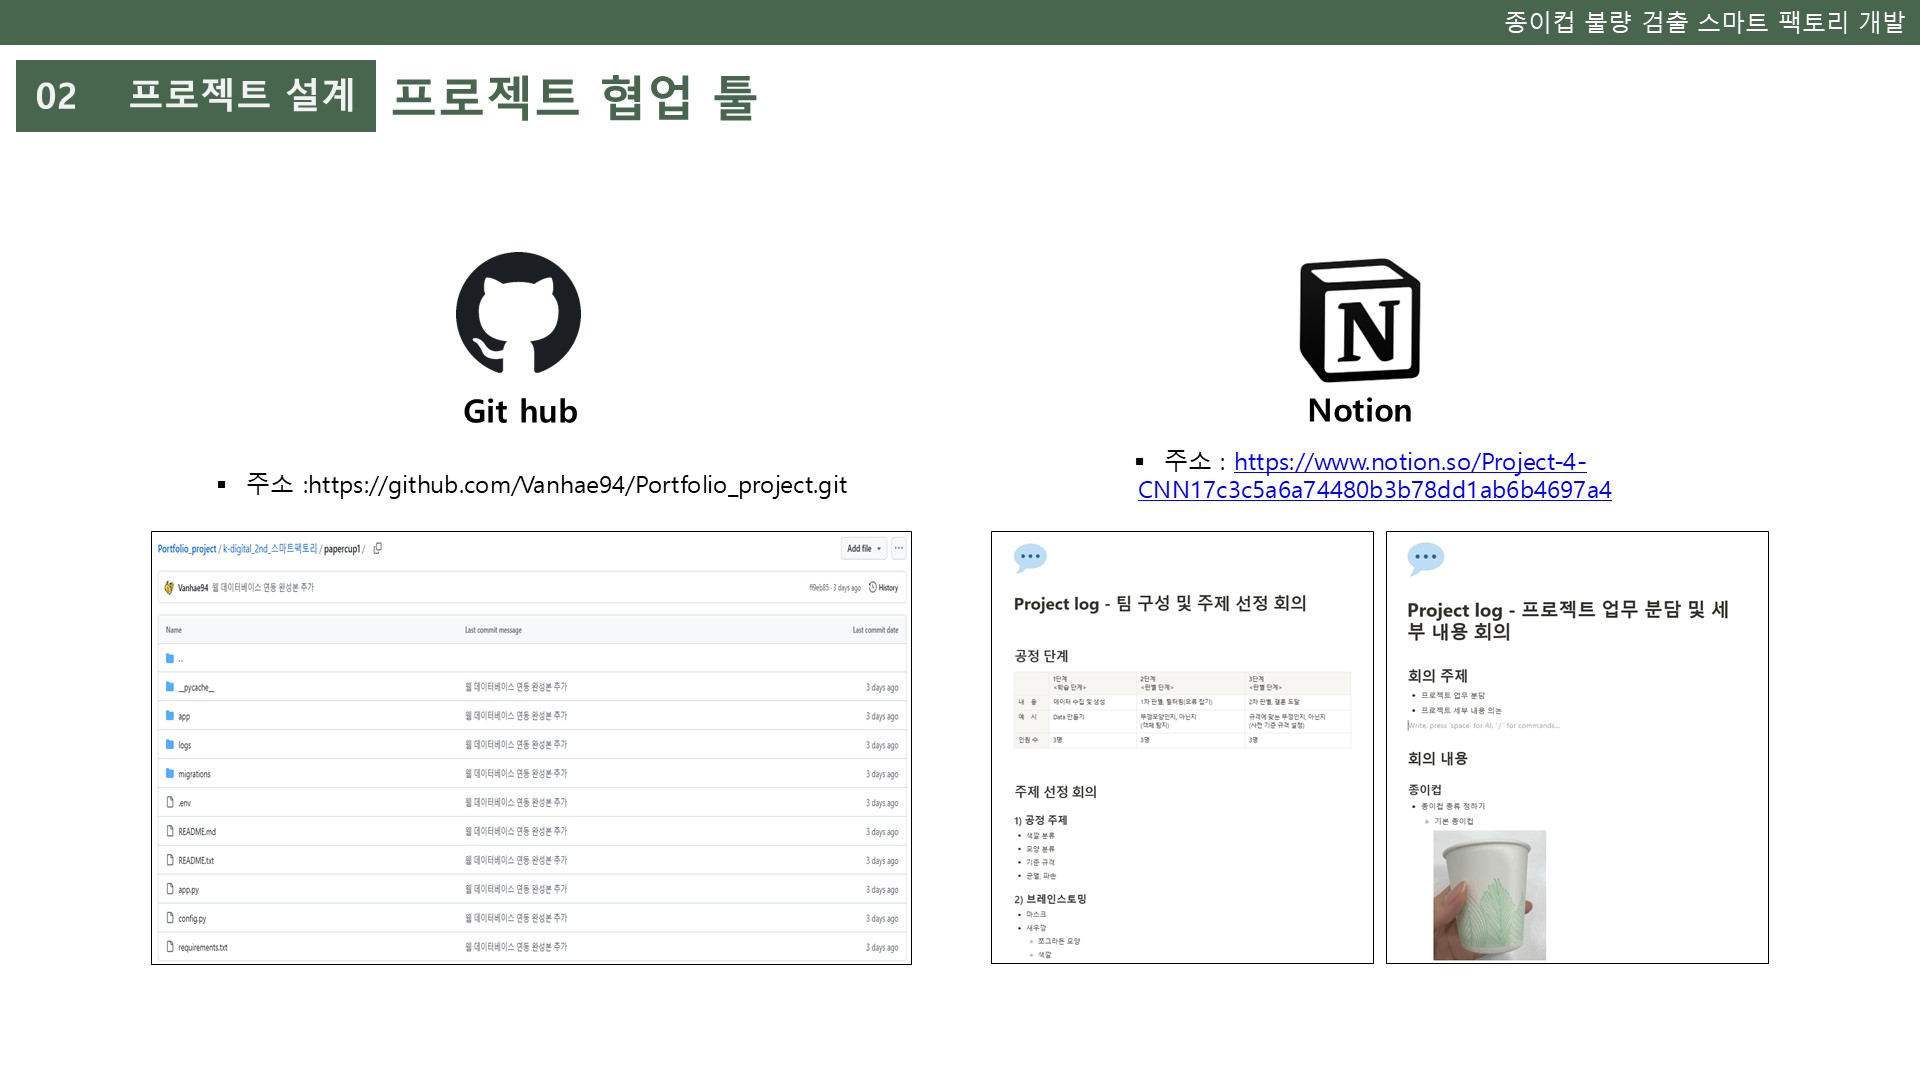 종이컵 불량 검출 스마트 팩토리 개발
02 프로젝트 설계
프로젝트 협업 툴
Git hub
▪ 주소 :https://github.com/Vanhae94/Portfolio_project.git
Portfolio_project / k-digital_2nd_스마트팩토리 / papercup1 /
Add file
Vanhae94 웹 데이터베이스 연동 완성본 추가
ff9eb85 · 3 days ago History
Name Last commit message Last commit date
..
__pycache__ 웹 데이터베이스 연동 완성본 추가 3 days ago
app 웹 데이터베이스 연동 완성본 추가 3 days ago
logs 웹 데이터베이스 연동 완성본 추가 3 days ago
migrations 웹 데이터베이스 연동 완성본 추가 3 days ago
.env 웹 데이터베이스 연동 완성본 추가 3 days ago
README.md 웹 데이터베이스 연동 완성본 추가 3 days ago
README.txt 웹 데이터베이스 연동 완성본 추가 3 days ago
app.py 웹 데이터베이스 연동 완성본 추가 3 days ago
config.py 웹 데이터베이스 연동 완성본 추가 3 days ago
requirements.txt 웹 데이터베이스 연동 완성본 추가 3 days ago
N
Notion
▪ 주소 : https://www.notion.so/Project-4-
CNN17c3c5a6a74480b3b78dd1ab6b4697a4
Project log - 팀 구성 및 주제 선정 회의
공정 단계
1단계 2단계 3단계
<학습 단계> <판별 단계> <판별 단계>
내 용 데이터 수집 및 생성 1차 판별, 필터링(오류 잡기) 2차 판별, 결론 도달
예 시 Data 만들기 뚜껑모양인지, 아닌지 규격에 맞는 뚜껑인지, 아닌지
(객체 탐지) (사전 기준 규격 설정)
인원 수 3명 3명 3명
주제 선정 회의
1) 공정 주제
• 색깔 분류
• 모양 분류
• 기준 규격
• 균열, 파손
2) 브레인스토밍
• 마스크
• 새우깡
◦ 쪼그라든 모양
◦ 색깔
Project log - 프로젝트 업무 분담 및 세
부 내용 회의
회의 주제
• 프로젝트 업무 분담
• 프로젝트 세부 내용 의논
Write, press 'space' for AI, '/' for commands...
회의 내용
종이컵
• 종이컵 종류 정하기
◦ 기본 종이컵